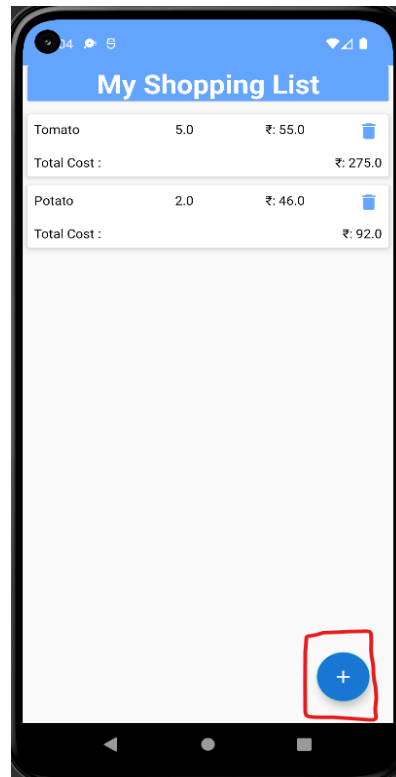 04
My Shopping List
Tomato 5.0 ₹: 55.0
Total Cost : ₹: 275.0
Potato 2.0 ₹: 46.0
Total Cost : ₹: 92.0
+